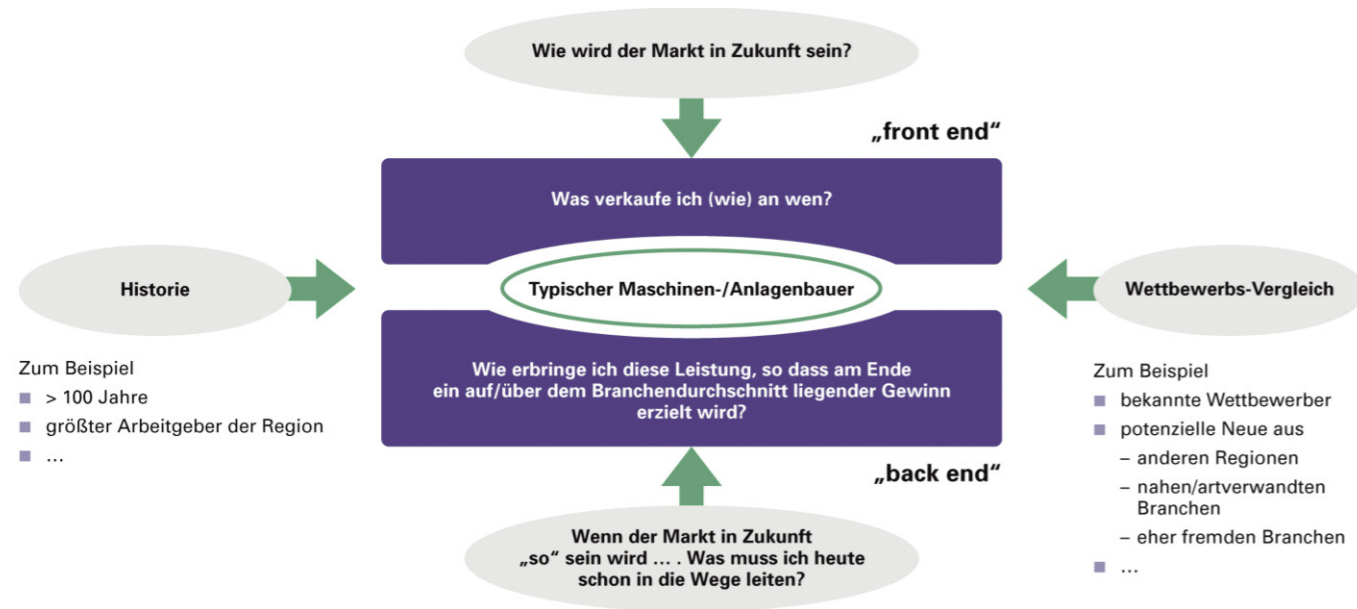 Wie wird der Markt in Zukunft sein?
„front end“
Was verkaufe ich (wie) an wen?
Historie
Typischer Maschinen-/Anlagenbauer
Wettbewerbs-Vergleich
Zum Beispiel
> 100 Jahre
größter Arbeitgeber der Region
…
Wie erbringe ich diese Leistung, so dass am Ende
ein auf/über dem Branchendurchschnitt liegender Gewinn
erzielt wird?
Zum Beispiel
bekannte Wettbewerber
potenzielle Neue aus
– anderen Regionen
– nahen/artverwandten
Branchen
– eher fremden Branchen
…
„back end“
Wenn der Markt in Zukunft
„so“ sein wird … . Was muss ich heute
schon in die Wege leiten?